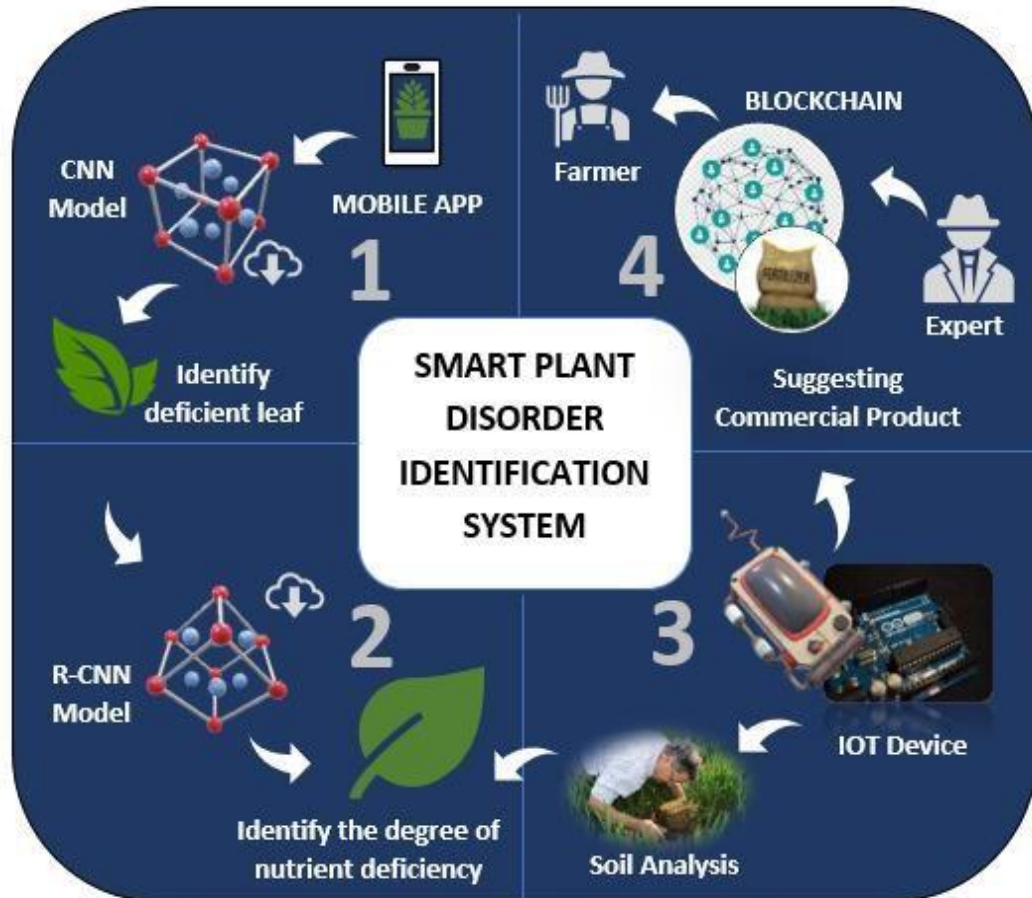 MOBILE APP
CNN
Model
1
Identify
deficient leaf
BLOCKCHAIN
Farmer
4
FERTILIZER
Expert
Suggesting
Commercial Product
SMART PLANT
DISORDER
IDENTIFICATION
SYSTEM
2
R-CNN
Model
Identify the degree of
nutrient deficiency
3
IOT Device
Soil Analysis